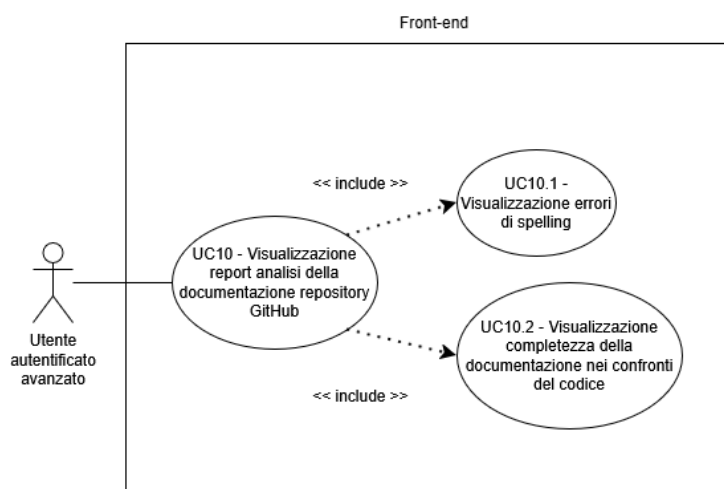 Front-end
<< include >>
UC10.1 -
Visualizzazione errori
di spelling
UC10 - Visualizzazione
report analisi della
documentazione repository
GitHub
Utente
autentificato
avanzato
UC10.2 - Visualizzazione
completezza della
documentazione nei confronti
del codice
<< include >>